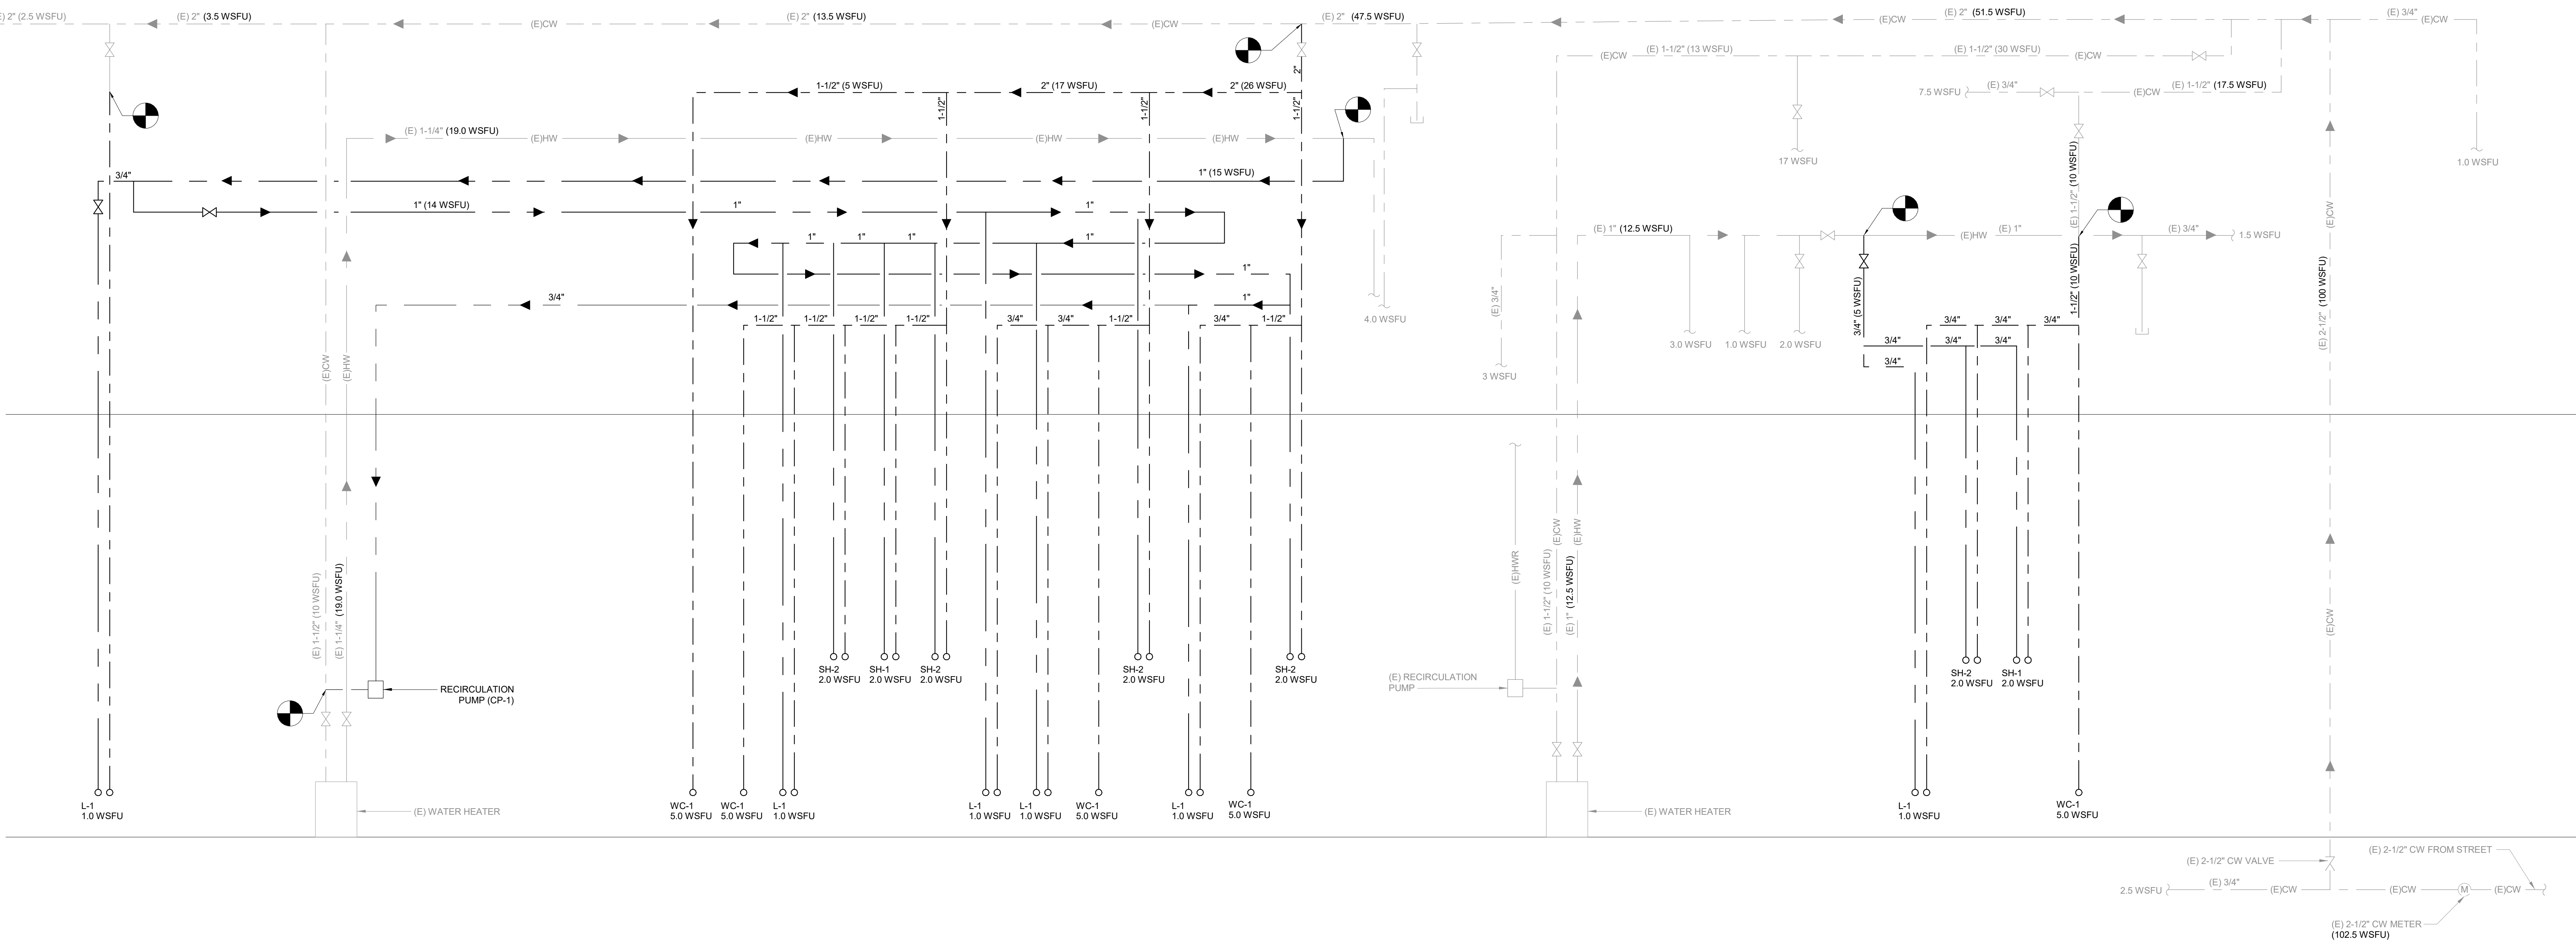 (E) 2" (2.5 WSFU)
(E) 2" (3.5 WSFU)
(E)CW
(E) 2" (13.5 WSFU)
(E)CW
(E) 2" (47.5 WSFU)
(E)CW
(E) 2" (51.5 WSFU)
(E)CW
(E) 3/4"
(E)CW
(E)CW
(E) 1-1/2" (13 WSFU)
(E) 1-1/2" (30 WSFU)
(E)CW
2"
1-1/2" (5 WSFU)
2" (17 WSFU)
2" (26 WSFU)
7.5 WSFU
(E) 3/4"
(E)CW
(E) 1-1/2" (17.5 WSFU)
1-1/2"
1-1/2"
1-1/2"
(E) 1-1/4" (19.0 WSFU)
(E)HW
(E)HW
(E)HW
(E)HW
17 WSFU
1.0 WSFU
3/4"
1" (15 WSFU)
(E) 1-1/2" (10 WSFU)
1" (14 WSFU)
1"
1"
(E)CW
(E) 1" (12.5 WSFU)
(E)HW
(E) 1"
(E) 3/4"
1.5 WSFU
1"
1"
1"
1"
1"
3/4"
1"
(E) 3/4"
3/4" (5 WSFU)
1-1/2" (10 WSFU)
(E) 2-1/2" (100 WSFU)
1-1/2"
1-1/2"
1-1/2"
1-1/2"
3/4"
3/4"
1-1/2"
3/4"
1-1/2"
4.0 WSFU
3/4"
3/4"
3/4"
3.0 WSFU
1.0 WSFU
2.0 WSFU
3/4"
3/4"
3/4"
3/4"
3 WSFU
(E)CW
(E)HW
(E)HWR
(E)CW
(E)HW
(E) 1-1/2" (10 WSFU)
(E) 1-1/4" (19.0 WSFU)
(E) 1-1/2" (10 WSFU)
(E) 1" (12.5 WSFU)
(E)CW
SH-2
2.0 WSFU
SH-1
2.0 WSFU
SH-2
2.0 WSFU
SH-2
2.0 WSFU
SH-2
2.0 WSFU
SH-2
2.0 WSFU
SH-1
2.0 WSFU
RECIRCULATION
PUMP (CP-1)
(E) RECIRCULATION
PUMP
L-1
1.0 WSFU
(E) WATER HEATER
WC-1
5.0 WSFU
WC-1
5.0 WSFU
L-1
1.0 WSFU
L-1
1.0 WSFU
L-1
1.0 WSFU
WC-1
5.0 WSFU
L-1
1.0 WSFU
WC-1
5.0 WSFU
(E) WATER HEATER
L-1
1.0 WSFU
WC-1
5.0 WSFU
(E) 2-1/2" CW VALVE
(E) 2-1/2" CW FROM STREET
2.5 WSFU
(E) 3/4"
(E)CW
(E)CW
M
(E)CW
(E) 2-1/2" CW METER
(102.5 WSFU)